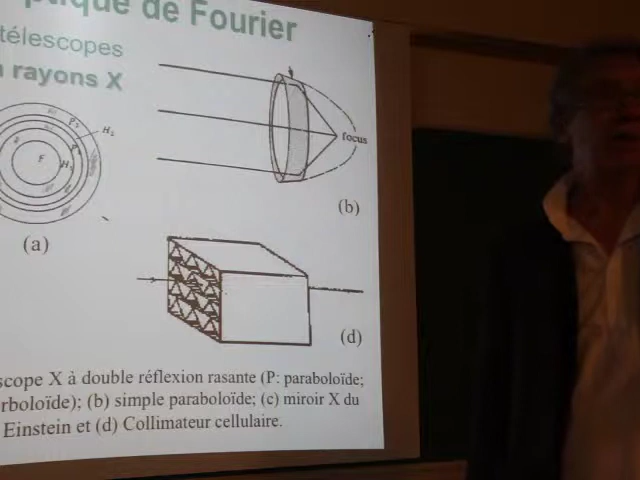 ptique de Fourier
télescopes
rayons X
focus
P₂
H₂
F
H₁
(b)
(a)
(d)
scope X à double réflexion rasante (P: paraboloïde;
rboloïde); (b) simple paraboloïde; (c) miroir X du
Einstein et (d) Collimateur cellulaire.